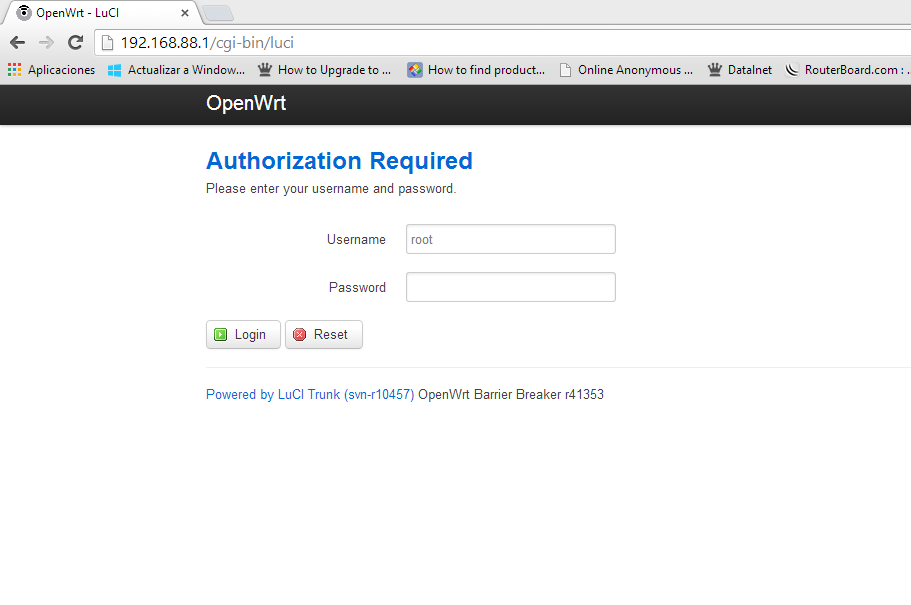 OpenWrt - LuCI
192.168.88.1/cgi-bin/luci
Aplicaciones Actualizar a Window... How to Upgrade to ... How to find product... Online Anonymous ... DataInet RouterBoard.com : ...
OpenWrt
Authorization Required
Please enter your username and password.
Username root
Password
Login Reset
Powered by LuCI Trunk (svn-r10457) OpenWrt Barrier Breaker r41353